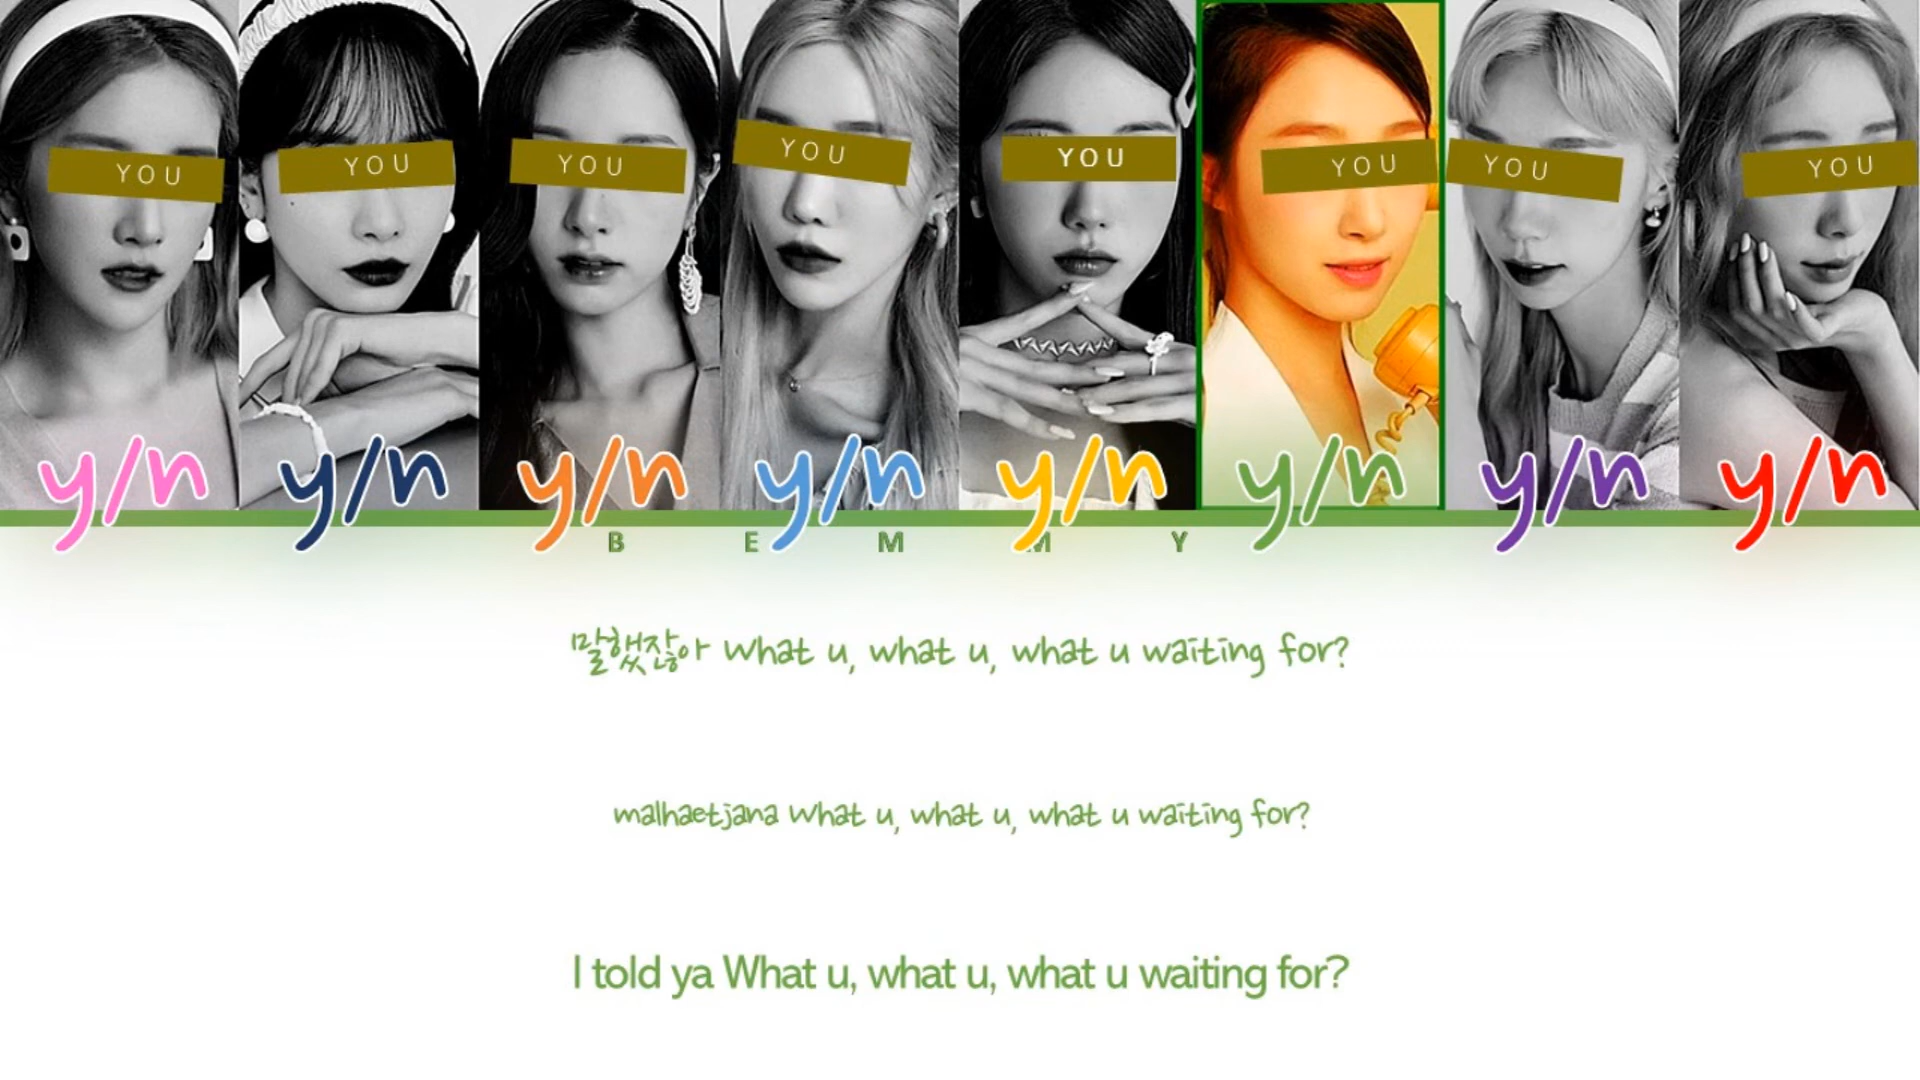 YOU YOU YOU YOU YOU YOU YOU YOU
y/n y/n y/n y/n y/n y/n y/n y/n
B E M M Y
말했잖아 What u, what u, what u waiting for?
malhaetjana What u, what u, what u waiting for?
I told ya What u, what u, what u waiting for?